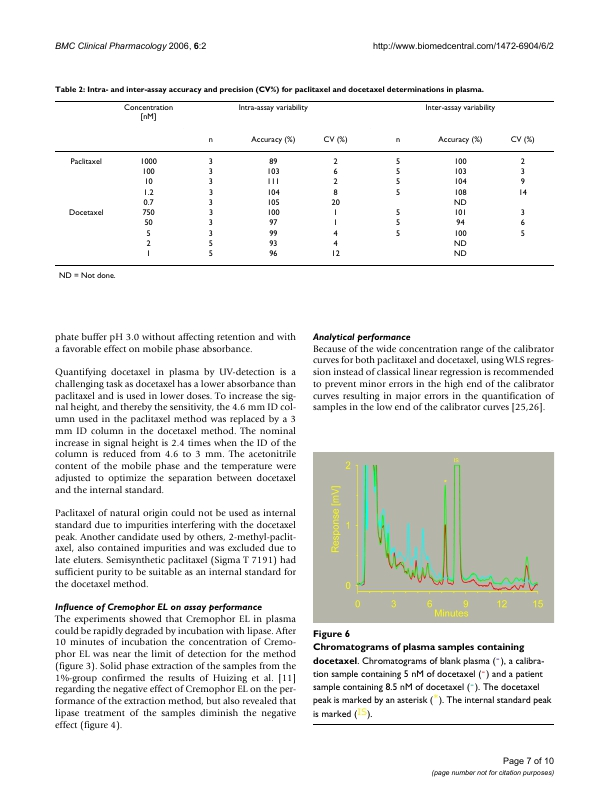 BMC Clinical Pharmacology 2006, 6:2 http://www.biomedcentral.com/1472-6904/6/2
Table 2: Intra- and inter-assay accuracy and precision (CV%) for paclitaxel and docetaxel determinations in plasma.
Concentration [nM] Intra-assay variability Inter-assay variability
n Accuracy (%) CV (%) n Accuracy (%) CV (%)
Paclitaxel 1000 3 89 2 5 100 2
100 3 103 6 5 103 3
10 3 111 2 5 104 9
1.2 3 104 8 5 108 14
0.7 3 105 20 ND
Docetaxel 750 3 100 1 5 101 3
50 3 97 1 5 94 6
5 3 99 4 5 100 5
2 5 93 4 ND
1 5 96 12 ND
ND = Not done.
phate buffer pH 3.0 without affecting retention and with
a favorable effect on mobile phase absorbance.
Quantifying docetaxel in plasma by UV-detection is a
challenging task as docetaxel has a lower absorbance than
paclitaxel and is used in lower doses. To increase the sig-
nal height, and thereby the sensitivity, the 4.6 mm ID col-
umn used in the paclitaxel method was replaced by a 3
mm ID column in the docetaxel method. The nominal
increase in signal height is 2.4 times when the ID of the
column is reduced from 4.6 to 3 mm. The acetonitrile
content of the mobile phase and the temperature were
adjusted to optimize the separation between docetaxel
and the internal standard.
Paclitaxel of natural origin could not be used as internal
standard due to impurities interfering with the docetaxel
peak. Another candidate used by others, 2-methyl-paclit-
axel, also contained impurities and was excluded due to
late eluters. Semisynthetic paclitaxel (Sigma T 7191) had
sufficient purity to be suitable as an internal standard for
the docetaxel method.
Influence of Cremophor EL on assay performance
The experiments showed that Cremophor EL in plasma
could be rapidly degraded by incubation with lipase. After
10 minutes of incubation the concentration of Cremo-
phor EL was near the limit of detection for the method
(figure 3). Solid phase extraction of the samples from the
1%-group confirmed the results of Huizing et al. [11]
regarding the negative effect of Cremophor EL on the per-
formance of the extraction method, but also revealed that
lipase treatment of the samples diminish the negative
effect (figure 4).
Analytical performance
Because of the wide concentration range of the calibrator
curves for both paclitaxel and docetaxel, using WLS regres-
sion instead of classical linear regression is recommended
to prevent minor errors in the high end of the calibrator
curves resulting in major errors in the quantification of
samples in the low end of the calibrator curves [25,26].
Response [mV]
2
1
0
*
IS
0 3 6 9 12 15
Minutes
Figure 6
Chromatograms of plasma samples containing
docetaxel. Chromatograms of blank plasma (-), a calibra-
tion sample containing 5 nM of docetaxel (-) and a patient
sample containing 8.5 nM of docetaxel (-). The docetaxel
peak is marked by an asterisk (*). The internal standard peak
is marked (IS).
Page 7 of 10
(page number not for citation purposes)